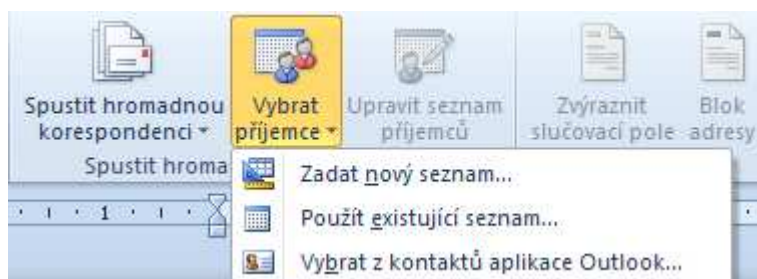 Spustit hromadnou
korespondenci
Vybrat
příjemce
Upravit seznam
příjemců
Zvýraznit
slučovací pole
Blok
adresy
Spustit hroma
Zadat nový seznam...
1
Použít existující seznam...
Vybrat z kontaktů aplikace Outlook...